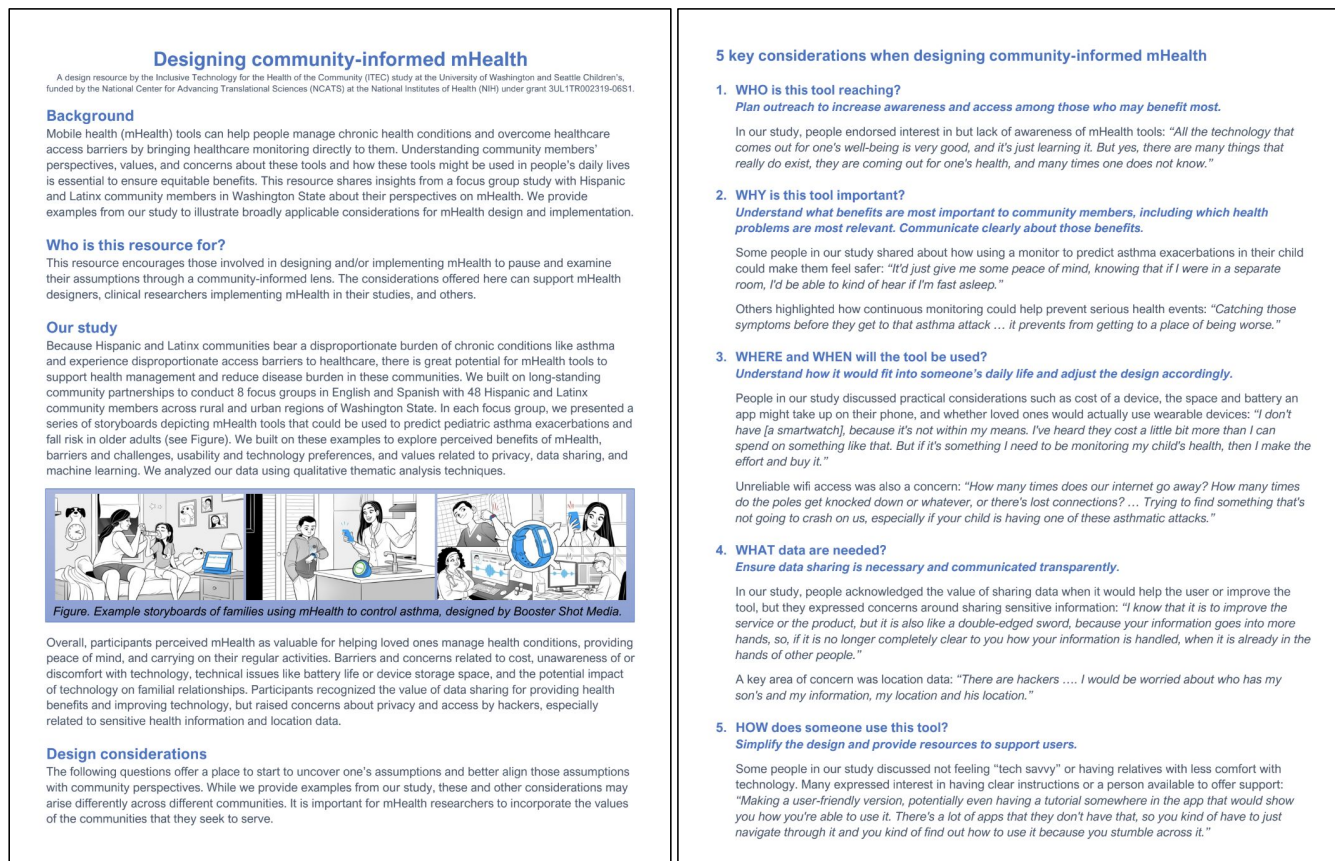 Designing community-informed mHealth
A design resource by the Inclusive Technology for the Health of the Community (ITEC) study at the University of Washington and Seattle Children's,
funded by the National Center for Advancing Translational Sciences (NCATS) at the National Institutes of Health (NIH) under grant 3UL1TR002319-06S1.
Background
Mobile health (mHealth) tools can help people manage chronic health conditions and overcome healthcare
access barriers by bringing healthcare monitoring directly to them. Understanding community members'
perspectives, values, and concerns about these tools and how these tools might be used in people's daily lives
is essential to ensure equitable benefits. This resource shares insights from a focus group study with Hispanic
and Latinx community members in Washington State about their perspectives on mHealth. We provide
examples from our study to illustrate broadly applicable considerations for mHealth design and implementation.
Who is this resource for?
This resource encourages those involved in designing and/or implementing mHealth to pause and examine
their assumptions through a community-informed lens. The considerations offered here can support mHealth
designers, clinical researchers implementing mHealth in their studies, and others.
Our study
Because Hispanic and Latinx communities bear a disproportionate burden of chronic conditions like asthma
and experience disproportionate access barriers to healthcare, there is great potential for mHealth tools to
support health management and reduce disease burden in these communities. We built on long-standing
community partnerships to conduct 8 focus groups in English and Spanish with 48 Hispanic and Latinx
community members across rural and urban regions of Washington State. In each focus group, we presented a
series of storyboards depicting mHealth tools that could be used to predict pediatric asthma exacerbations and
fall risk in older adults (see Figure). We built on these examples to explore perceived benefits of mHealth,
barriers and challenges, usability and technology preferences, and values related to privacy, data sharing, and
machine learning. We analyzed our data using qualitative thematic analysis techniques.
Figure. Example storyboards of families using mHealth to control asthma, designed by Booster Shot Media.
Overall, participants perceived mHealth as valuable for helping loved ones manage health conditions, providing
peace of mind, and carrying on their regular activities. Barriers and concerns related to cost, unawareness of or
discomfort with technology, technical issues like battery life or device storage space, and the potential impact
of technology on familial relationships. Participants recognized the value of data sharing for providing health
benefits and improving technology, but raised concerns about privacy and access by hackers, especially
related to sensitive health information and location data.
Design considerations
The following questions offer a place to start to uncover one's assumptions and better align those assumptions
with community perspectives. While we provide examples from our study, these and other considerations may
arise differently across different communities. It is important for mHealth researchers to incorporate the values
of the communities that they seek to serve.
5 key considerations when designing community-informed mHealth
1. WHO is this tool reaching?
Plan outreach to increase awareness and access among those who may benefit most.
In our study, people endorsed interest in but lack of awareness of mHealth tools: “All the technology that
comes out for one's well-being is very good, and it's just learning it. But yes, there are many things that
really do exist, they are coming out for one's health, and many times one does not know.”
2. WHY is this tool important?
Understand what benefits are most important to community members, including which health
problems are most relevant. Communicate clearly about those benefits.
Some people in our study shared about how using a monitor to predict asthma exacerbations in their child
could make them feel safer: “It'd just give me some peace of mind, knowing that if I were in a separate
room, I'd be able to kind of hear if I'm fast asleep.”
Others highlighted how continuous monitoring could help prevent serious health events: “Catching those
symptoms before they get to that asthma attack … it prevents from getting to a place of being worse.”
3. WHERE and WHEN will the tool be used?
Understand how it would fit into someone's daily life and adjust the design accordingly.
People in our study discussed practical considerations such as cost of a device, the space and battery an
app might take up on their phone, and whether loved ones would actually use wearable devices: “I don't
have [a smartwatch], because it's not within my means. I've heard they cost a little bit more than I can
spend on something like that. But if it's something I need to be monitoring my child's health, then I make the
effort and buy it.”
Unreliable wifi access was also a concern: “How many times does our internet go away? How many times
do the poles get knocked down or whatever, or there's lost connections? … Trying to find something that's
not going to crash on us, especially if your child is having one of these asthmatic attacks.”
4. WHAT data are needed?
Ensure data sharing is necessary and communicated transparently.
In our study, people acknowledged the value of sharing data when it would help the user or improve the
tool, but they expressed concerns around sharing sensitive information: “I know that it is to improve the
service or the product, but it is also like a double-edged sword, because your information goes into more
hands, so, if it is no longer completely clear to you how your information is handled, when it is already in the
hands of other people.”
A key area of concern was location data: “There are hackers …. I would be worried about who has my
son's and my information, my location and his location.”
5. HOW does someone use this tool?
Simplify the design and provide resources to support users.
Some people in our study discussed not feeling “tech savvy” or having relatives with less comfort with
technology. Many expressed interest in having clear instructions or a person available to offer support:
“Making a user-friendly version, potentially even having a tutorial somewhere in the app that would show
you how you're able to use it. There's a lot of apps that they don't have that, so you kind of have to just
navigate through it and you kind of find out how to use it because you stumble across it.”